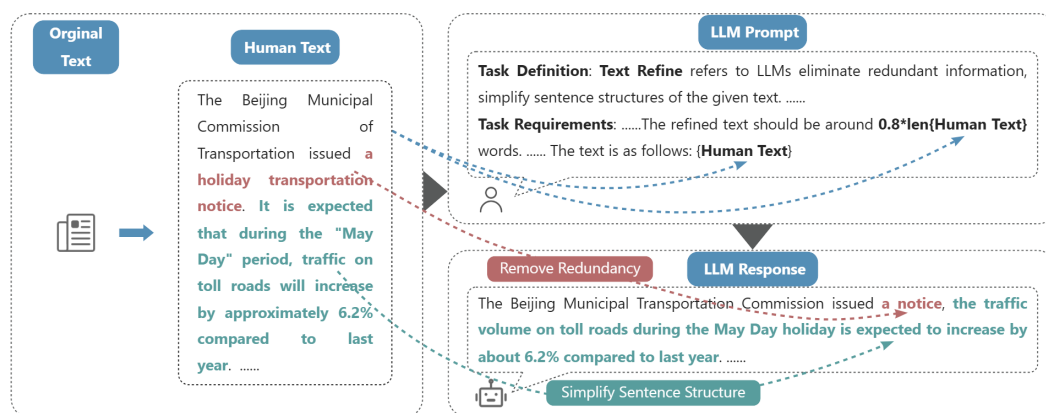 Orginal
Text
Human Text
The Beijing Municipal
Commission of
Transportation issued a
holiday transportation
notice. It is expected
that during the "May
Day" period, traffic on
toll roads will increase
by approximately 6.2%
compared to last
year. ......
LLM Prompt
Task Definition: Text Refine refers to LLMs eliminate redundant information,
simplify sentence structures of the given text. ......
Task Requirements: ......The refined text should be around 0.8*len{Human Text}
words. ...... The text is as follows: {Human Text}
Remove Redundancy
LLM Response
The Beijing Municipal Transportation Commission issued a notice, the traffic
volume on toll roads during the May Day holiday is expected to increase by
about 6.2% compared to last year. ......
Simplify Sentence Structure